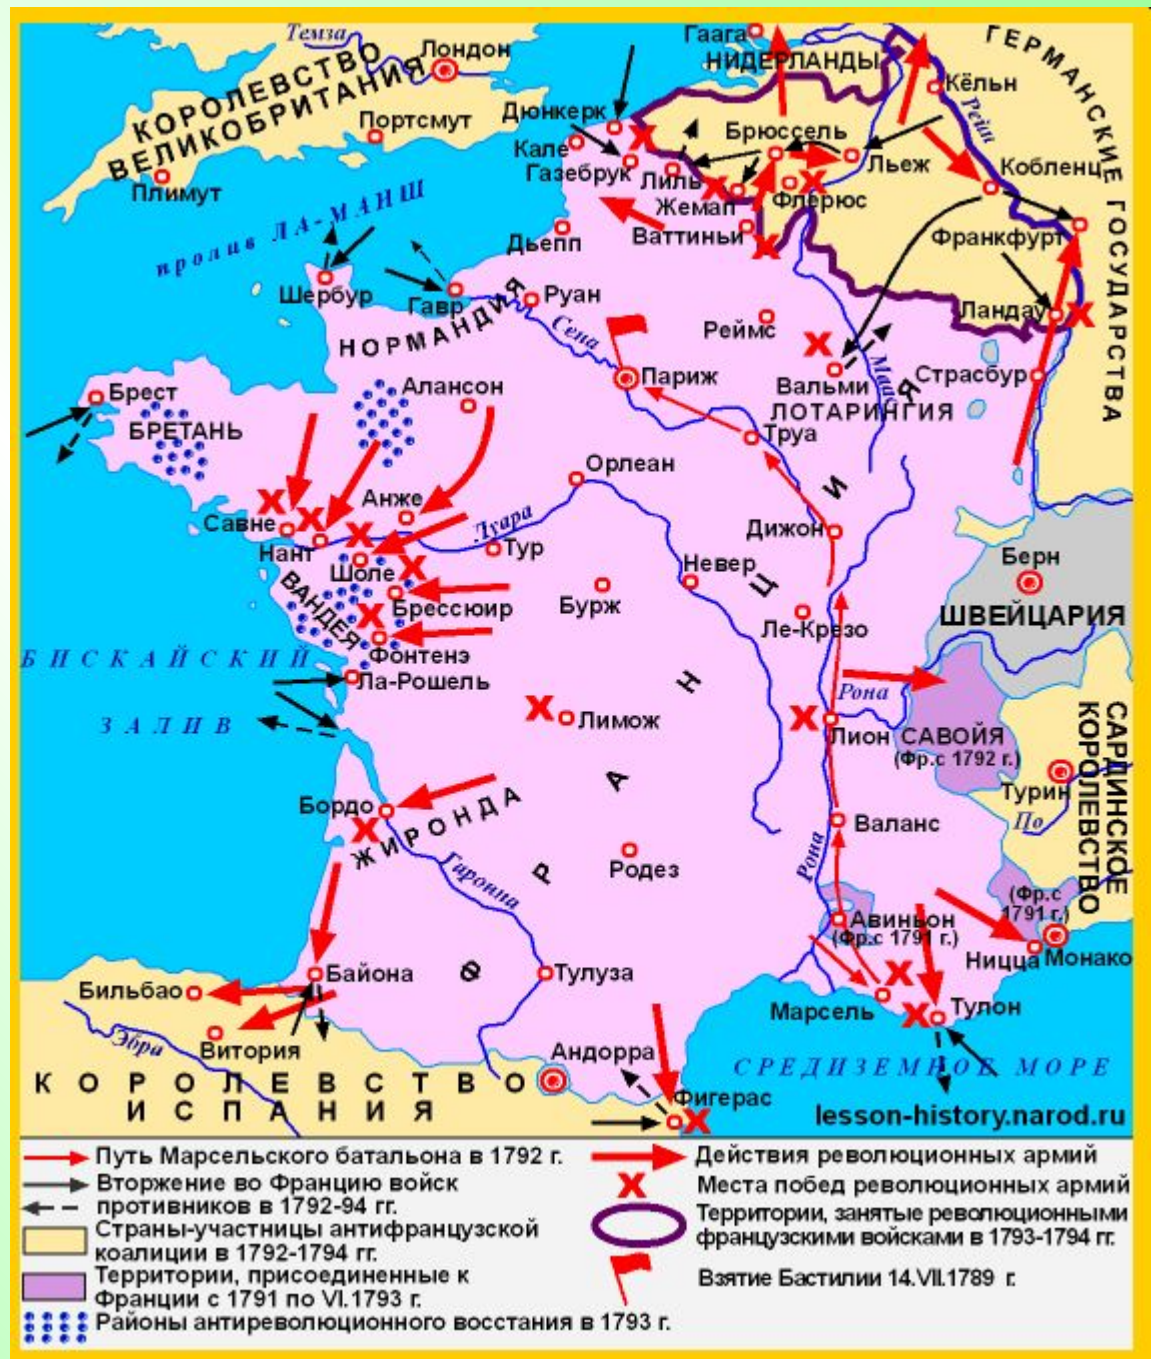 Темза
КОРОЛЕВСТВО
ВЕЛИКОБРИТАНИЯ
Лондон
Портсмут
Плимут
пролив ЛА-МАНШ
Гаага
НИДЕРЛАНДЫ
ГЕРМАНСКИЕ ГОСУДАРСТВА
Кёльн
Рейн
Дюнкерк
Кале
Газебрук
Брюссель
Льеж
Кобленц
Лиль
Жемап
Флерюс
Дьепп
Ваттиньи
Франкфурт
Шербур
Гавр
Руан
НОРМАНДИЯ
Сена
Реймс
Ландау
Маас
Брест
БРЕТАНЬ
Алансон
Париж
Вальми
Страсбур
ЛОТАРИНГИЯ
Труа
Орлеан
Анже
Савне
Нант
Луара
Тур
Дижон
Шоле
ВАНДЕЯ
Брессюир
Невер
Бурж
Берн
ШВЕЙЦАРИЯ
Ле-Крезо
Фонтенэ
БИСКАЙСКИЙ
ЗАЛИВ
Ла-Рошель
Лимож
Рона
Лион
САВОЙЯ
(Фр.с 1792 г.)
САРДИНСКОЕ
КОРОЛЕВСТВО
Турин
По
Бордо
ЖИРОНДА
Гаронна
Валанс
Рона
Родез
ФРАНЦИЯ
Авиньон
(Фр.с 1791 г.)
(Фр.с
1791 г.)
Ницца
Монако
Байона
Тулуза
Бильбао
Витория
Эбра
Марсель
Тулон
Андорра
СРЕДИЗЕМНОЕ МОРЕ
КОРОЛЕВСТВО
ИСПАНИЯ
Фигерас
lesson-history.narod.ru
Путь Марсельского батальона в 1792 г.
Вторжение во Францию войск
противников в 1792-94 гг.
Страны-участницы антифранцузской
коалиции в 1792-1794 гг.
Территории, присоединенные к
Франции с 1791 по VI.1793 г.
Районы антиреволюционного восстания в 1793 г.
Действия революционных армий
Места побед революционных армий
Территории, занятые революционными
французскими войсками в 1793-1794 гг.
Взятие Бастилии 14.VII.1789 г.